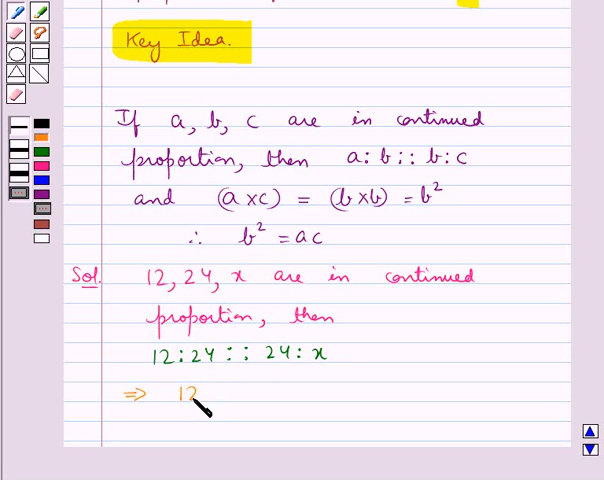 Key Idea.
If a, b, c are in continued
proportion, then a : b :: b : c
and (a × c) = (b × b) = b²
∴ b² = ac
Sol. 12, 24, x are in continued
proportion, then
12 : 24 :: 24 : x
⇒ 12